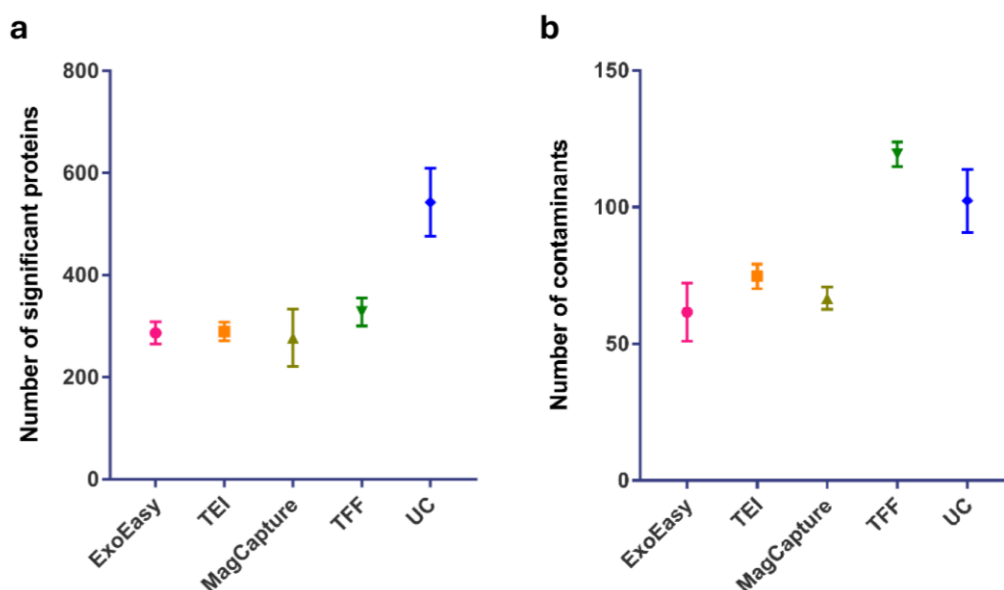 a
Number of significant proteins
800
600
400
200
0
ExoEasy
TEI
MagCapture
TFF
UC
b
Number of contaminants
150
100
50
0
ExoEasy
TEI
MagCapture
TFF
UC